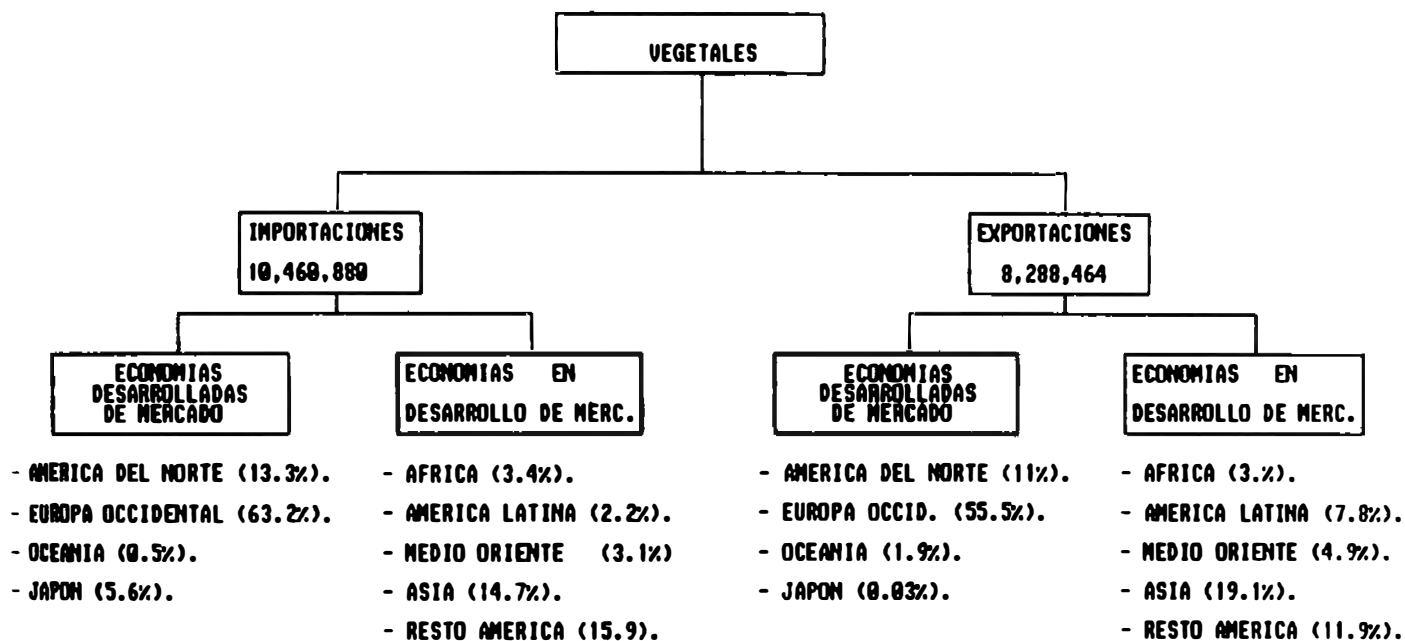 VEGETALES
IMPORTACIONES
10,460,880
EXPORTACIONES
8,288,464
ECONOMIAS
DESARROLLADAS
DE MERCADO
ECONOMIAS EN
DESARROLLO DE MERC.
ECONOMIAS
DESARROLLADAS
DE MERCADO
ECONOMIAS EN
DESARROLLO DE MERC.
- AMERICA DEL NORTE (13.3%).
- EUROPA OCCIDENTAL (63.2%).
- OCEANIA (0.5%).
- JAPON (5.6%).
- AFRICA (3.4%).
- AMERICA LATINA (2.2%).
- MEDIO ORIENTE (3.1%)
- ASIA (14.7%).
- RESTO AMERICA (15.9).
- AMERICA DEL NORTE (11%).
- EUROPA OCCID. (55.5%).
- OCEANIA (1.9%).
- JAPON (0.03%).
- AFRICA (3.%).
- AMERICA LATINA (7.8%).
- MEDIO ORIENTE (4.9%).
- ASIA (19.1%).
- RESTO AMERICA (11.9%).